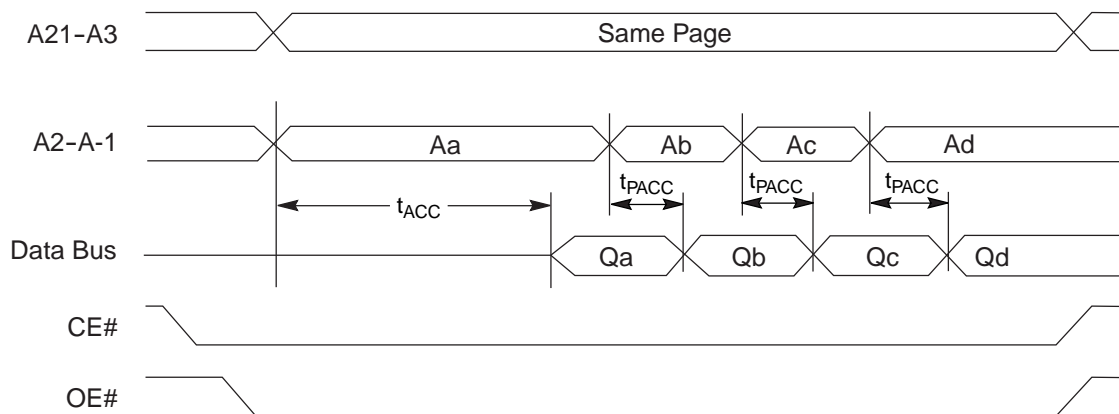 A21–A3 Same Page
A2–A-1 Aa Ab Ac Ad
tACC tPACC tPACC tPACC
Data Bus Qa Qb Qc Qd
CE#
OE#